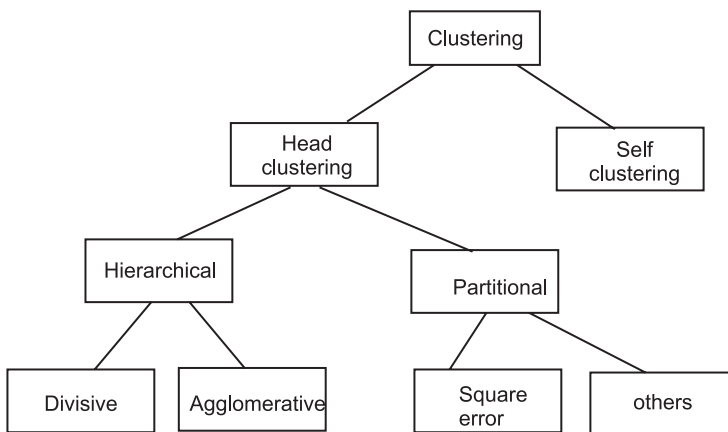 Clustering
Head
clustering
Self
clustering
Hierarchical
Partitional
Divisive
Agglomerative
Square
error
others